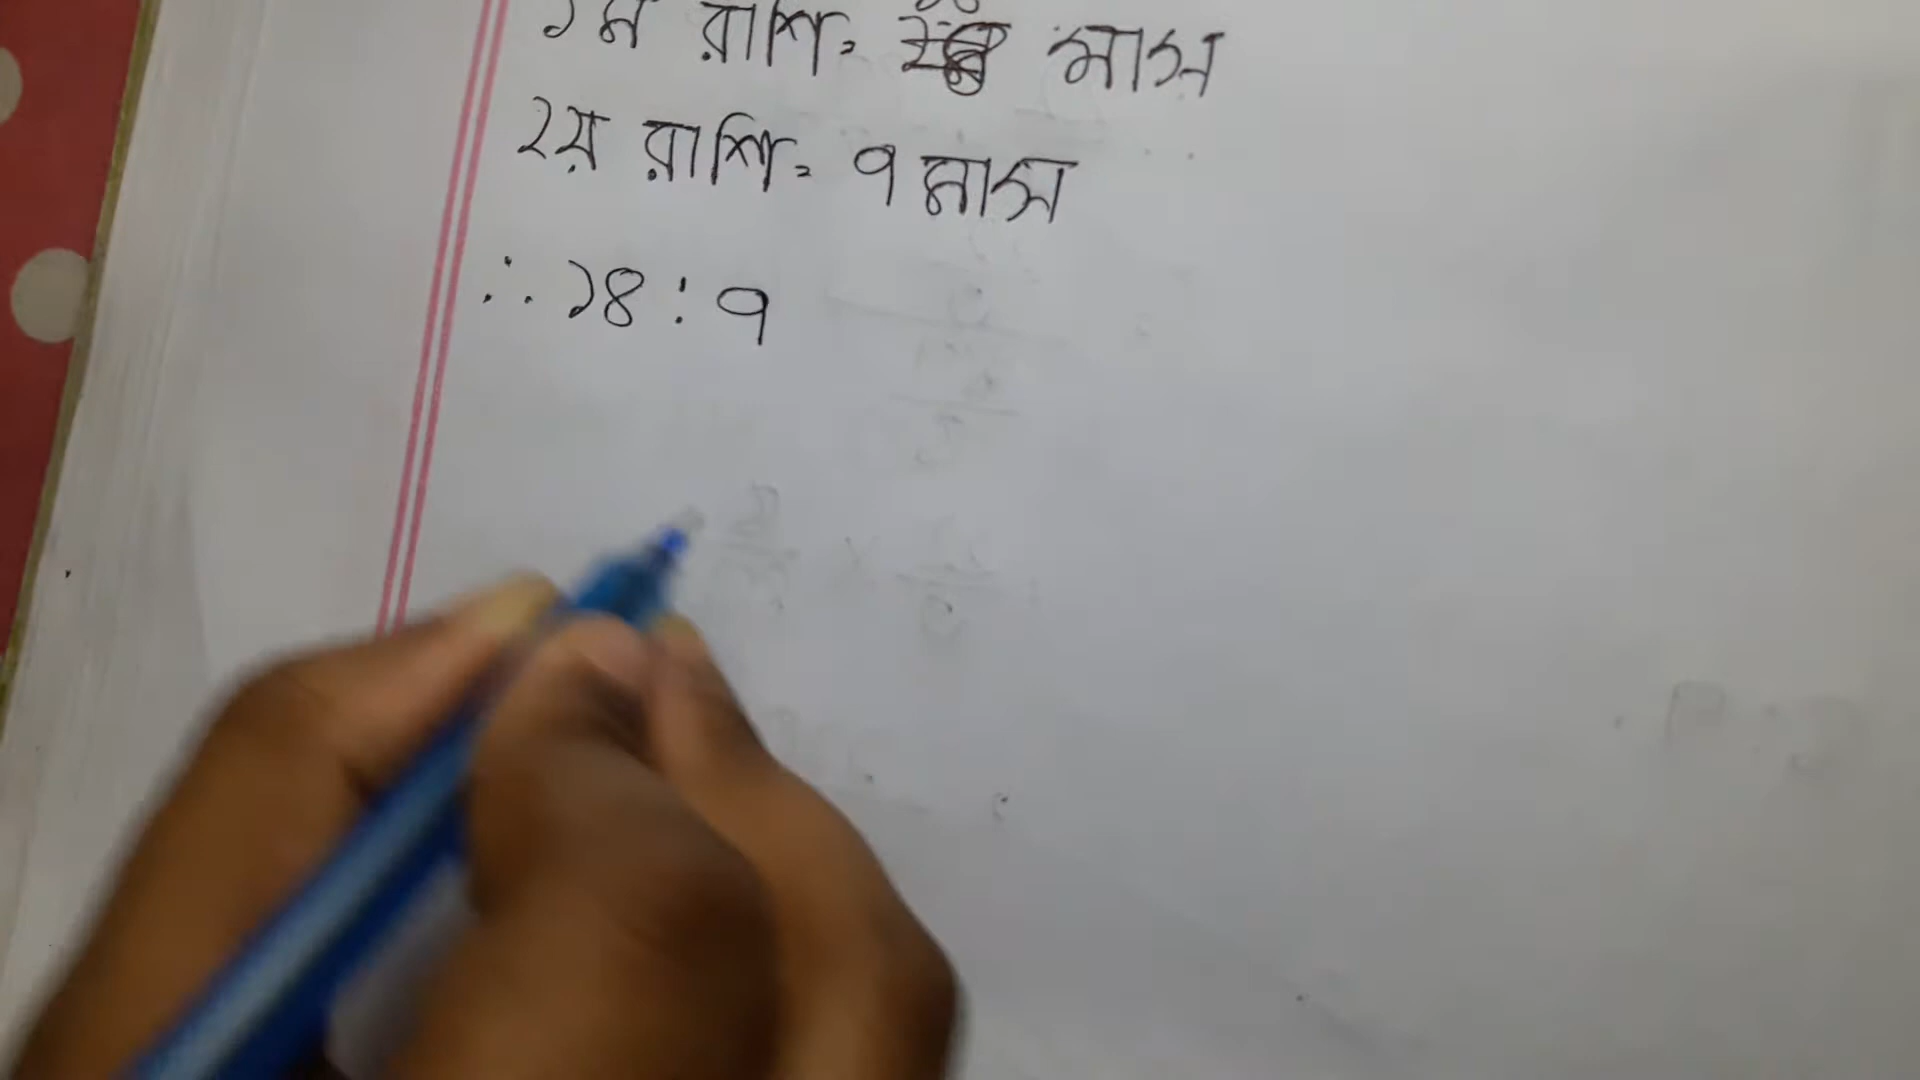 ১ম রাশি= মাস
২য় রাশি= ৭ মাস
∴ ১৪ : ৭